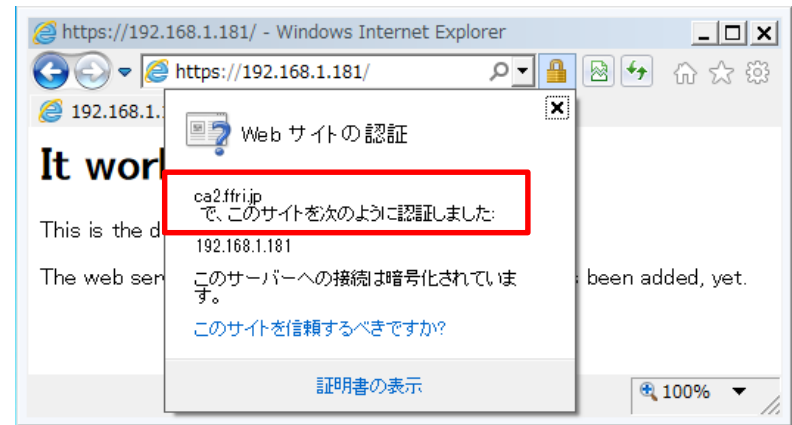 https://192.168.1.181/ - Windows Internet Explorer
https://192.168.1.181/
192.168.1.
Web サイトの認証
It worl
ca2.ffri.jp
で、このサイトを次のように認証しました:
This is the d
192.168.1.181
The web ser
このサーバーへの接続は暗号化されていま
す。
been added, yet.
このサイトを信頼するべきですか?
証明書の表示
100%